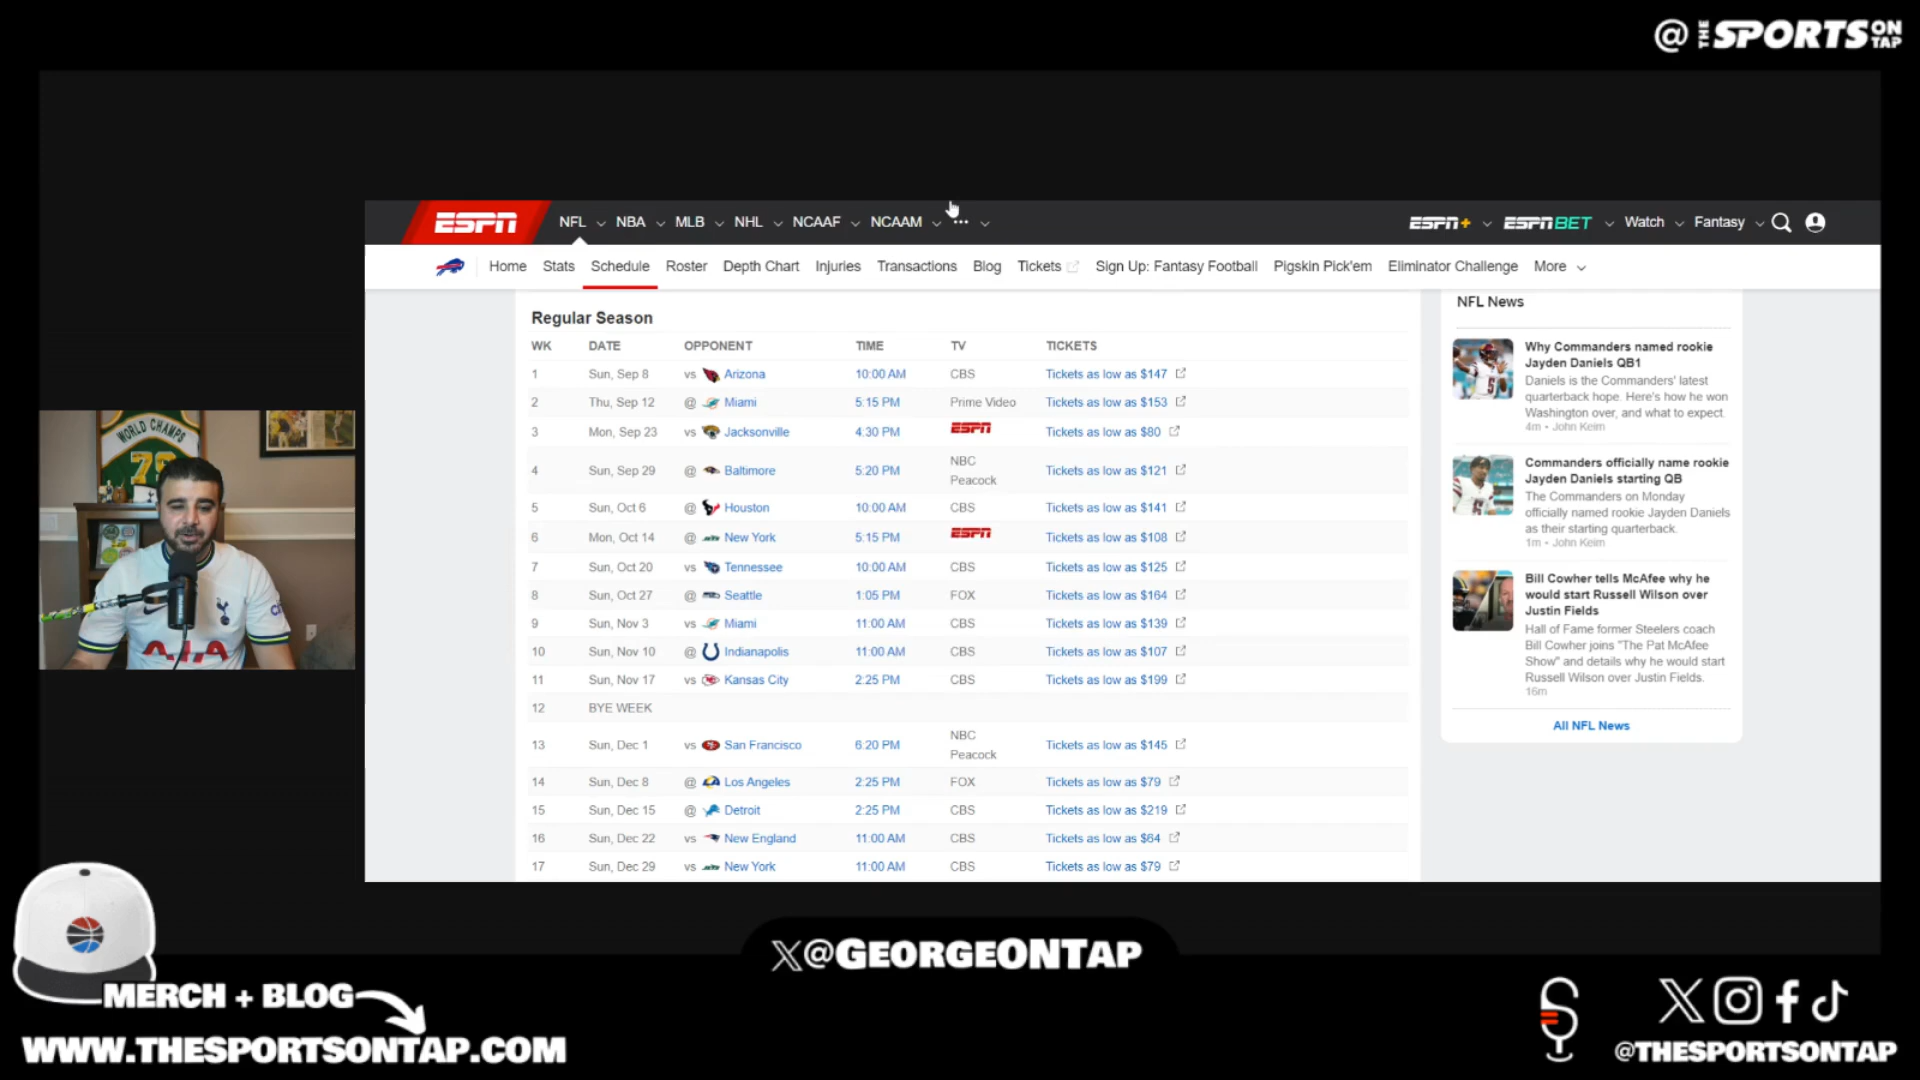 @ THE SPORTS ON TAP
ESPN NFL NBA MLB NHL NCAAF NCAAM ... ESPN+ ESPN BET Watch Fantasy
Home Stats Schedule Roster Depth Chart Injuries Transactions Blog Tickets Sign Up: Fantasy Football Pigskin Pick'em Eliminator Challenge More
Regular Season
WK DATE OPPONENT TIME TV TICKETS
1 Sun, Sep 8 vs Arizona 10:00 AM CBS Tickets as low as $147
2 Thu, Sep 12 @ Miami 5:15 PM Prime Video Tickets as low as $153
3 Mon, Sep 23 vs Jacksonville 4:30 PM ESPN Tickets as low as $80
4 Sun, Sep 29 @ Baltimore 5:20 PM NBC Peacock Tickets as low as $121
5 Sun, Oct 6 @ Houston 10:00 AM CBS Tickets as low as $141
6 Mon, Oct 14 @ New York 5:15 PM ESPN Tickets as low as $108
7 Sun, Oct 20 vs Tennessee 10:00 AM CBS Tickets as low as $125
8 Sun, Oct 27 @ Seattle 1:05 PM FOX Tickets as low as $164
9 Sun, Nov 3 vs Miami 11:00 AM CBS Tickets as low as $139
10 Sun, Nov 10 @ Indianapolis 11:00 AM CBS Tickets as low as $107
11 Sun, Nov 17 vs Kansas City 2:25 PM CBS Tickets as low as $199
12 BYE WEEK
13 Sun, Dec 1 vs San Francisco 6:20 PM NBC Peacock Tickets as low as $145
14 Sun, Dec 8 @ Los Angeles 2:25 PM FOX Tickets as low as $79
15 Sun, Dec 15 @ Detroit 2:25 PM CBS Tickets as low as $219
16 Sun, Dec 22 vs New England 11:00 AM CBS Tickets as low as $64
17 Sun, Dec 29 vs New York 11:00 AM CBS Tickets as low as $79
NFL News
Why Commanders named rookie
Jayden Daniels QB1
Daniels is the Commanders' latest
quarterback hope. Here's how he won
Washington over, and what to expect
4m • John Keim
Commanders officially name rookie
Jayden Daniels starting QB
The Commanders on Monday
officially named rookie Jayden Daniels
as their starting quarterback.
1m • John Keim
Bill Cowher tells McAfee why he
would start Russell Wilson over
Justin Fields
Hall of Fame former Steelers coach
Bill Cowher joins "The Pat McAfee
Show" and details why he would start
Russell Wilson over Justin Fields.
16m
All NFL News
WORLD CHAMPS
79
AIA
X@GEORGEONTAP
MERCH + BLOG
WWW.THESPORTSONTAP.COM
@THESPORTSONTAP